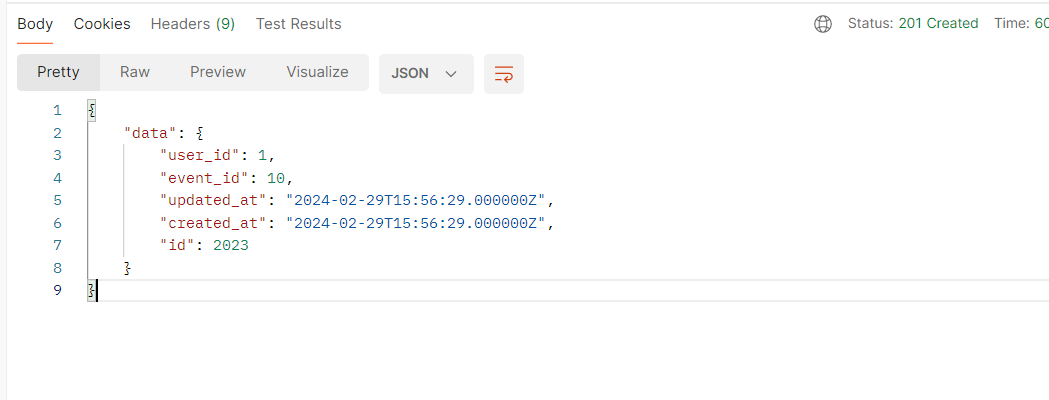 Body Cookies Headers (9) Test Results Status: 201 Created Time: 60
Pretty Raw Preview Visualize JSON
1 {
2 "data": {
3 "user_id": 1,
4 "event_id": 10,
5 "updated_at": "2024-02-29T15:56:29.000000Z",
6 "created_at": "2024-02-29T15:56:29.000000Z",
7 "id": 2023
8 }
9 }